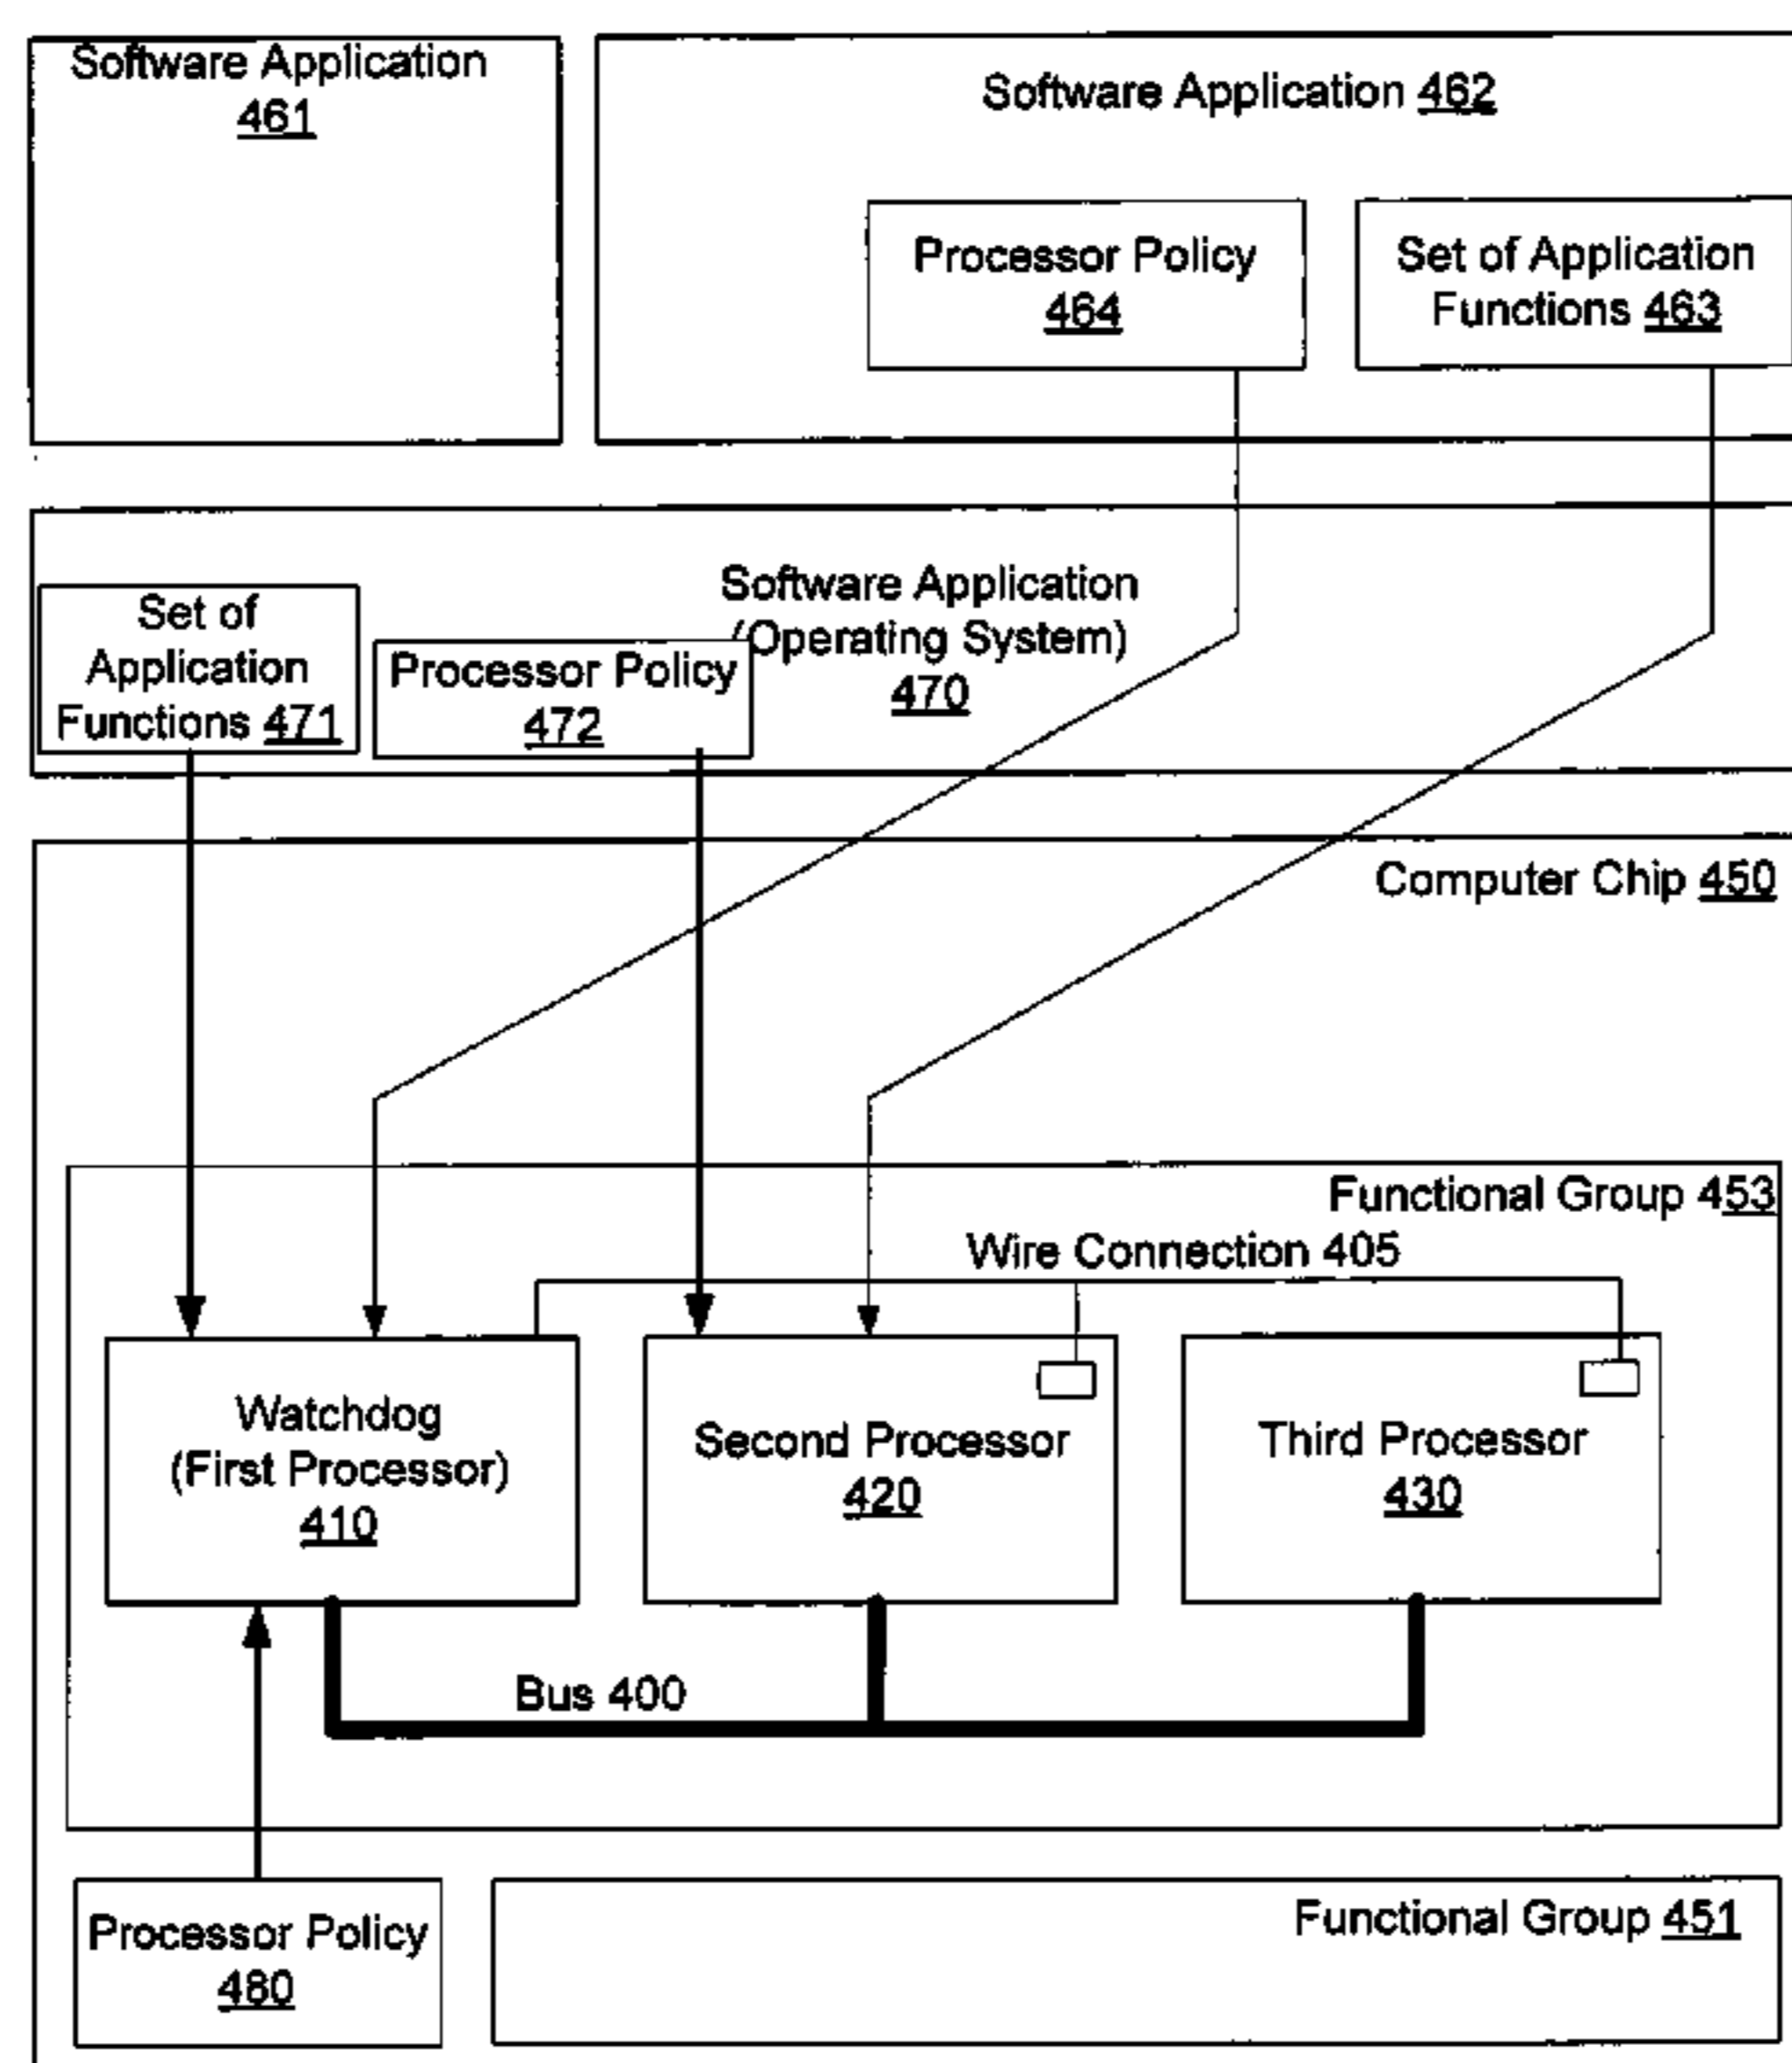 Software Application
461
Software Application 462
Processor Policy
464
Set of Application
Functions 463
Software Application
(Operating System)
470
Set of
Application
Functions 471
Processor Policy
472
Computer Chip 450
Functional Group 453
Wire Connection 405
Watchdog
(First Processor)
410
Second Processor
420
Third Processor
430
Bus 400
Processor Policy
480
Functional Group 451